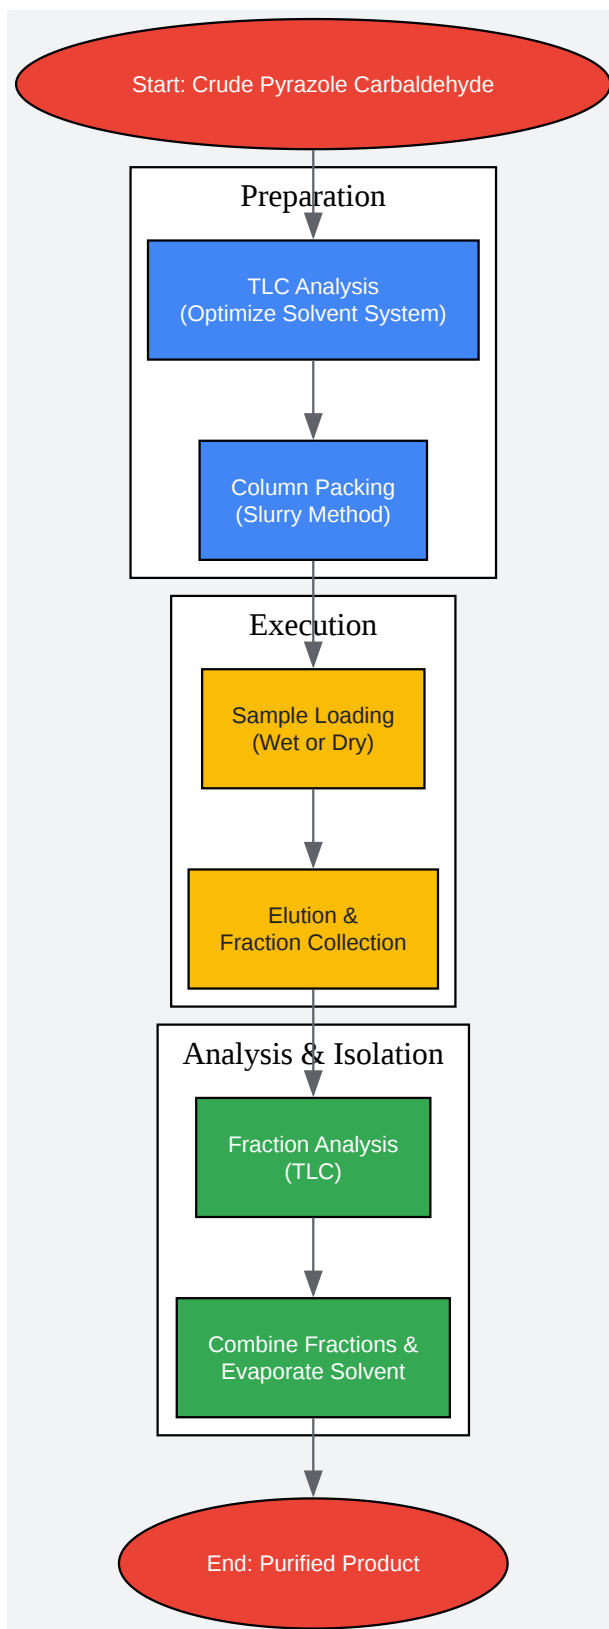 Start: Crude Pyrazole Carbaldehyde
Preparation
TLC Analysis
(Optimize Solvent System)
Column Packing
(Slurry Method)
Execution
Sample Loading
(Wet or Dry)
Elution &
Fraction Collection
Analysis & Isolation
Fraction Analysis
(TLC)
Combine Fractions &
Evaporate Solvent
End: Purified Product